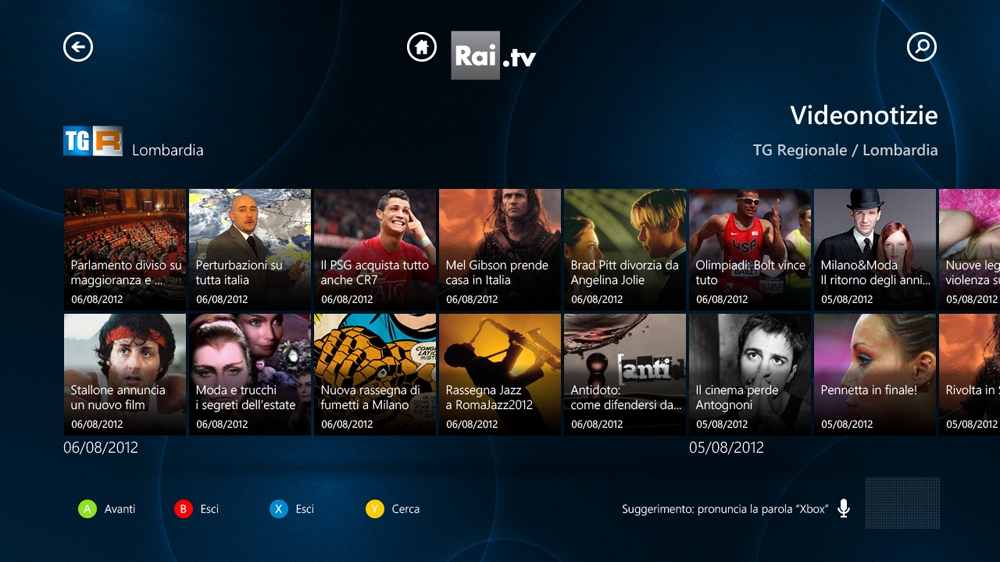 Rai.tv
Videonotizie
TGR Lombardia
TG Regionale / Lombardia
Parlamento diviso su
maggioranza e ...
06/08/2012
Perturbazioni su
tutta italia
06/08/2012
Il PSG acquista tutto
anche CR7
06/08/2012
AIG
Mel Gibson prende
casa in Italia
06/08/2012
Brad Pitt divorzia da
Angelina Jolie
06/08/2012
USA
Olimpiadi: Bolt vince
tuto
06/08/2012
Milano&Moda
Il ritorno degli anni...
05/08/2012
Nuove leg
violenza su
05/08/2012
Stallone annuncia
un nuovo film
06/08/2012
Moda e trucchi
i segreti dell'estate
06/08/2012
Nuova rassegna di
fumetti a Milano
06/08/2012
Rassegna Jazz
a RomaJazz2012
06/08/2012
anti
Antidoto:
come difendersi da...
06/08/2012
Il cinema perde
Antognoni
05/08/2012
Pennetta in finale!
05/08/2012
Rivolta in S
05/08/2012
06/08/2012
05/08/2012
A Avanti
B Esci
X Esci
Y Cerca
Suggerimento: pronuncia la parola "Xbox"